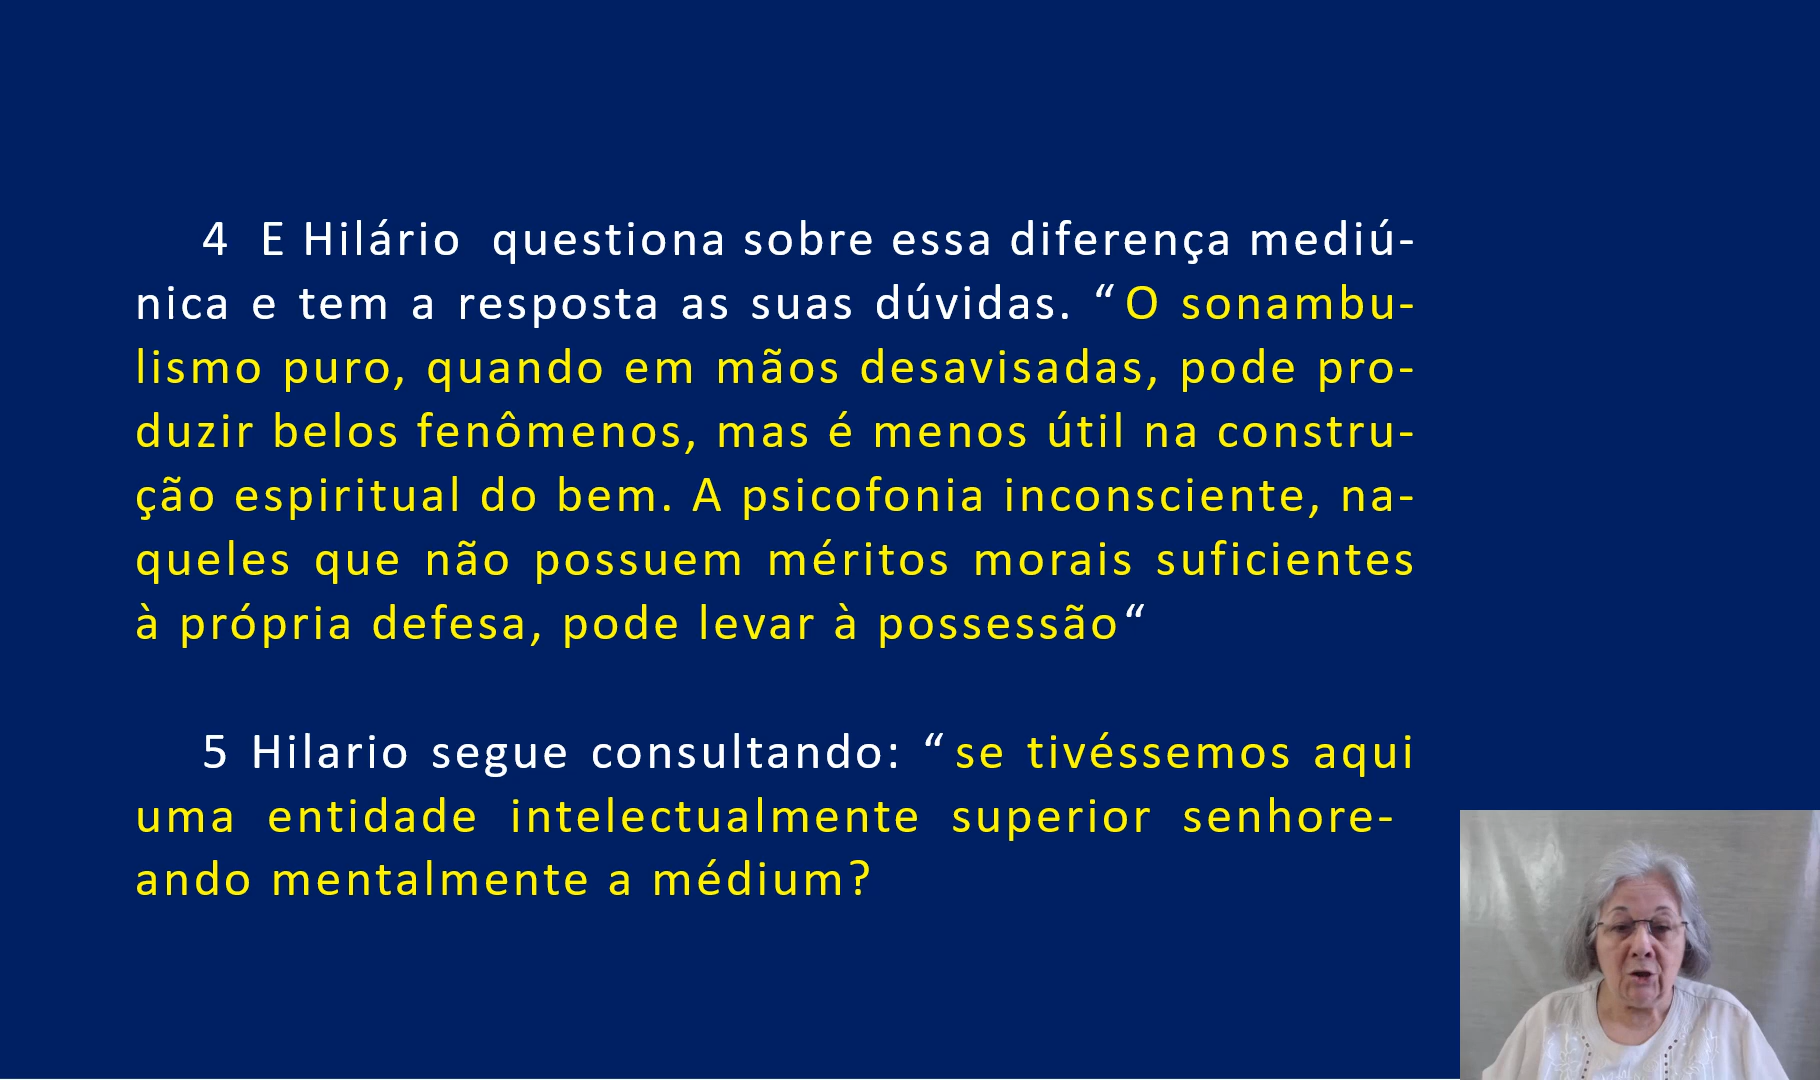 4 E Hilário questiona sobre essa diferença mediú-
nica e tem a resposta as suas dúvidas. “O sonambu-
lismo puro, quando em mãos desavisadas, pode pro-
duzir belos fenômenos, mas é menos útil na constru-
ção espiritual do bem. A psicofonia inconsciente, na-
queles que não possuem méritos morais suficientes
à própria defesa, pode levar à possessão“
5 Hilario segue consultando: “se tivéssemos aqui
uma entidade intelectualmente superior senhore-
ando mentalmente a médium?